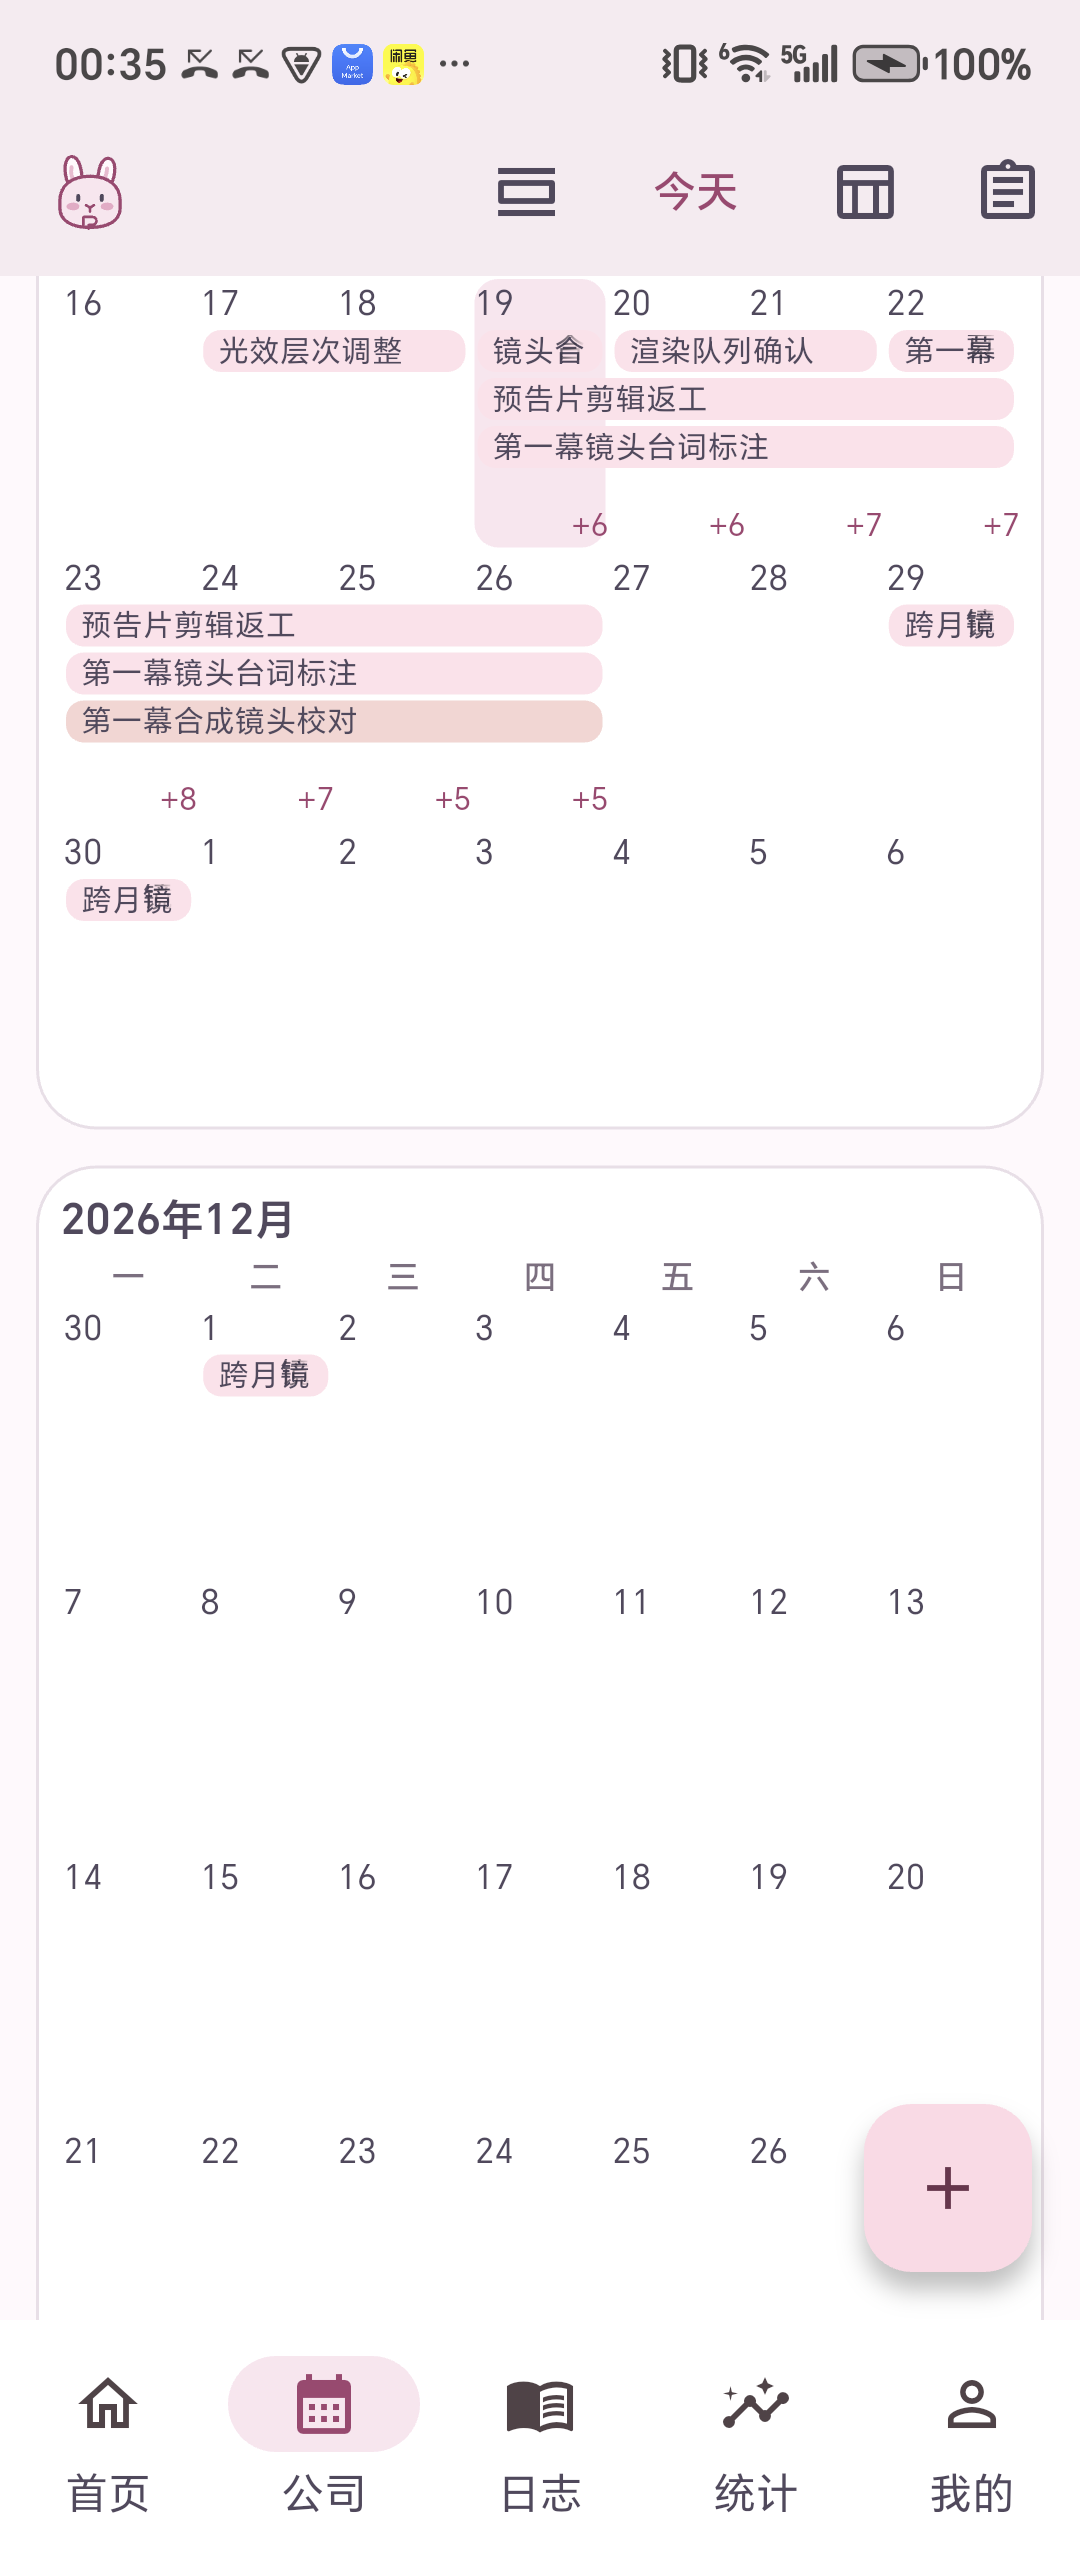 00:35
App Market
闲鱼
6
5G
100%
今天
16 17 18 19 20 21 22
光效层次调整 镜头合 渲染队列确认 第一幕
预告片剪辑返工
第一幕镜头台词标注
+6 +6 +7 +7
23 24 25 26 27 28 29
预告片剪辑返工 跨月镜
第一幕镜头台词标注
第一幕合成镜头校对
+8 +7 +5 +5
30 1 2 3 4 5 6
跨月镜
2026年12月
一 二 三 四 五 六 日
30 1 2 3 4 5 6
跨月镜
7 8 9 10 11 12 13
14 15 16 17 18 19 20
21 22 23 24 25 26
+
首页 公司 日志 统计 我的